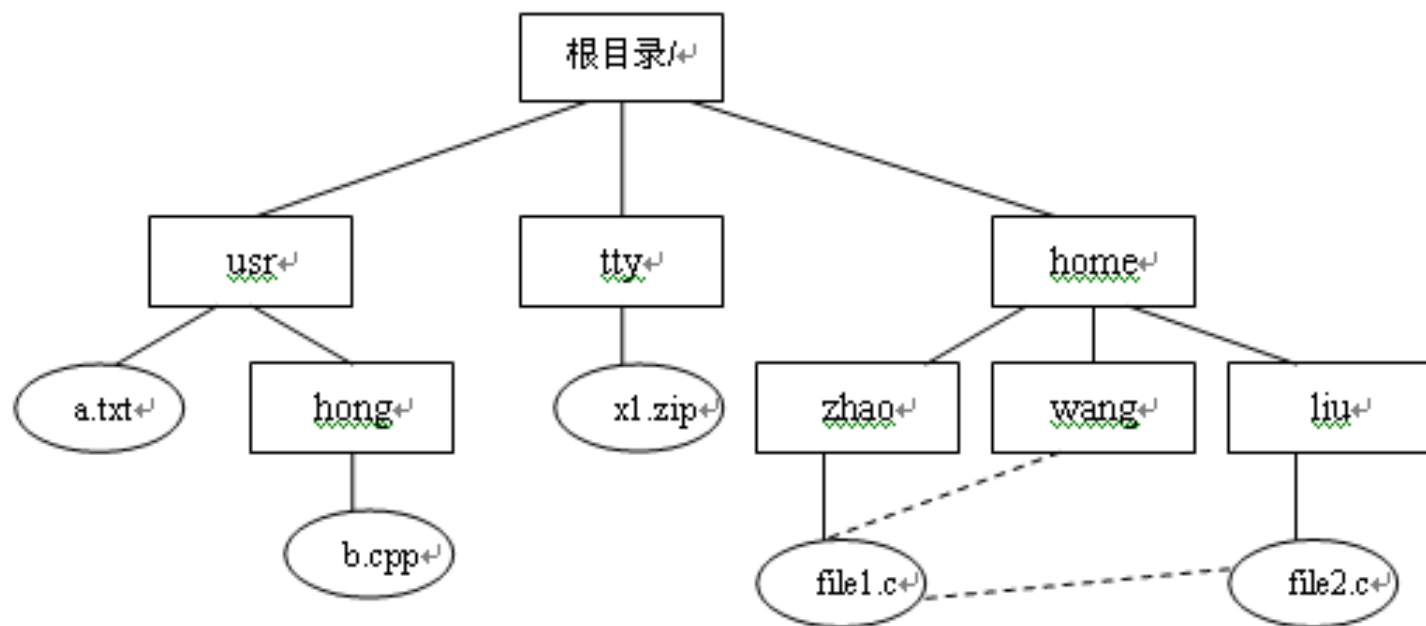 根目录/↵
usr↵
tty↵
home↵
a.txt↵
hong↵
x1.zip↵
zhao↵
wang↵
liu↵
b.cpp↵
file1.c↵
file2.c↵